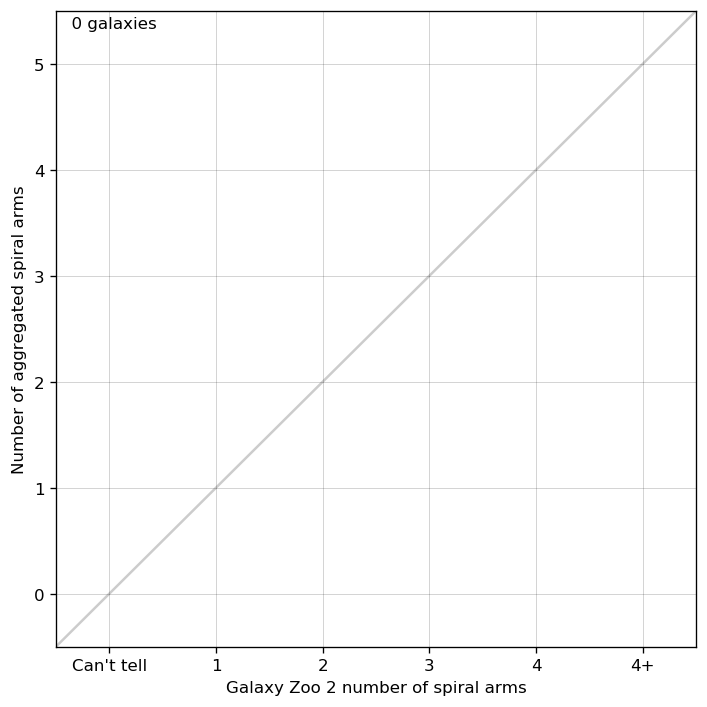 0 galaxies
5
4
3
2
1
0
Number of aggregated spiral arms
Can't tell 1 2 3 4 4+
Galaxy Zoo 2 number of spiral arms